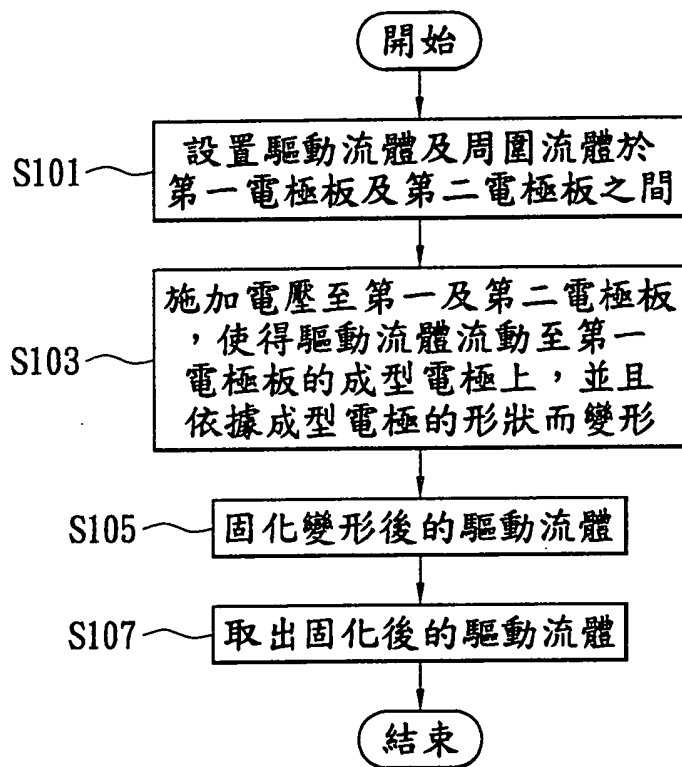 開始
S101
設置驅動流體及周圍流體於
第一電極板及第二電極板之間
S103
施加電壓至第一及第二電極板
，使得驅動流體流動至第一
電極板的成型電極上，並且
依據成型電極的形狀而變形
S105
固化變形後的驅動流體
S107
取出固化後的驅動流體
結束